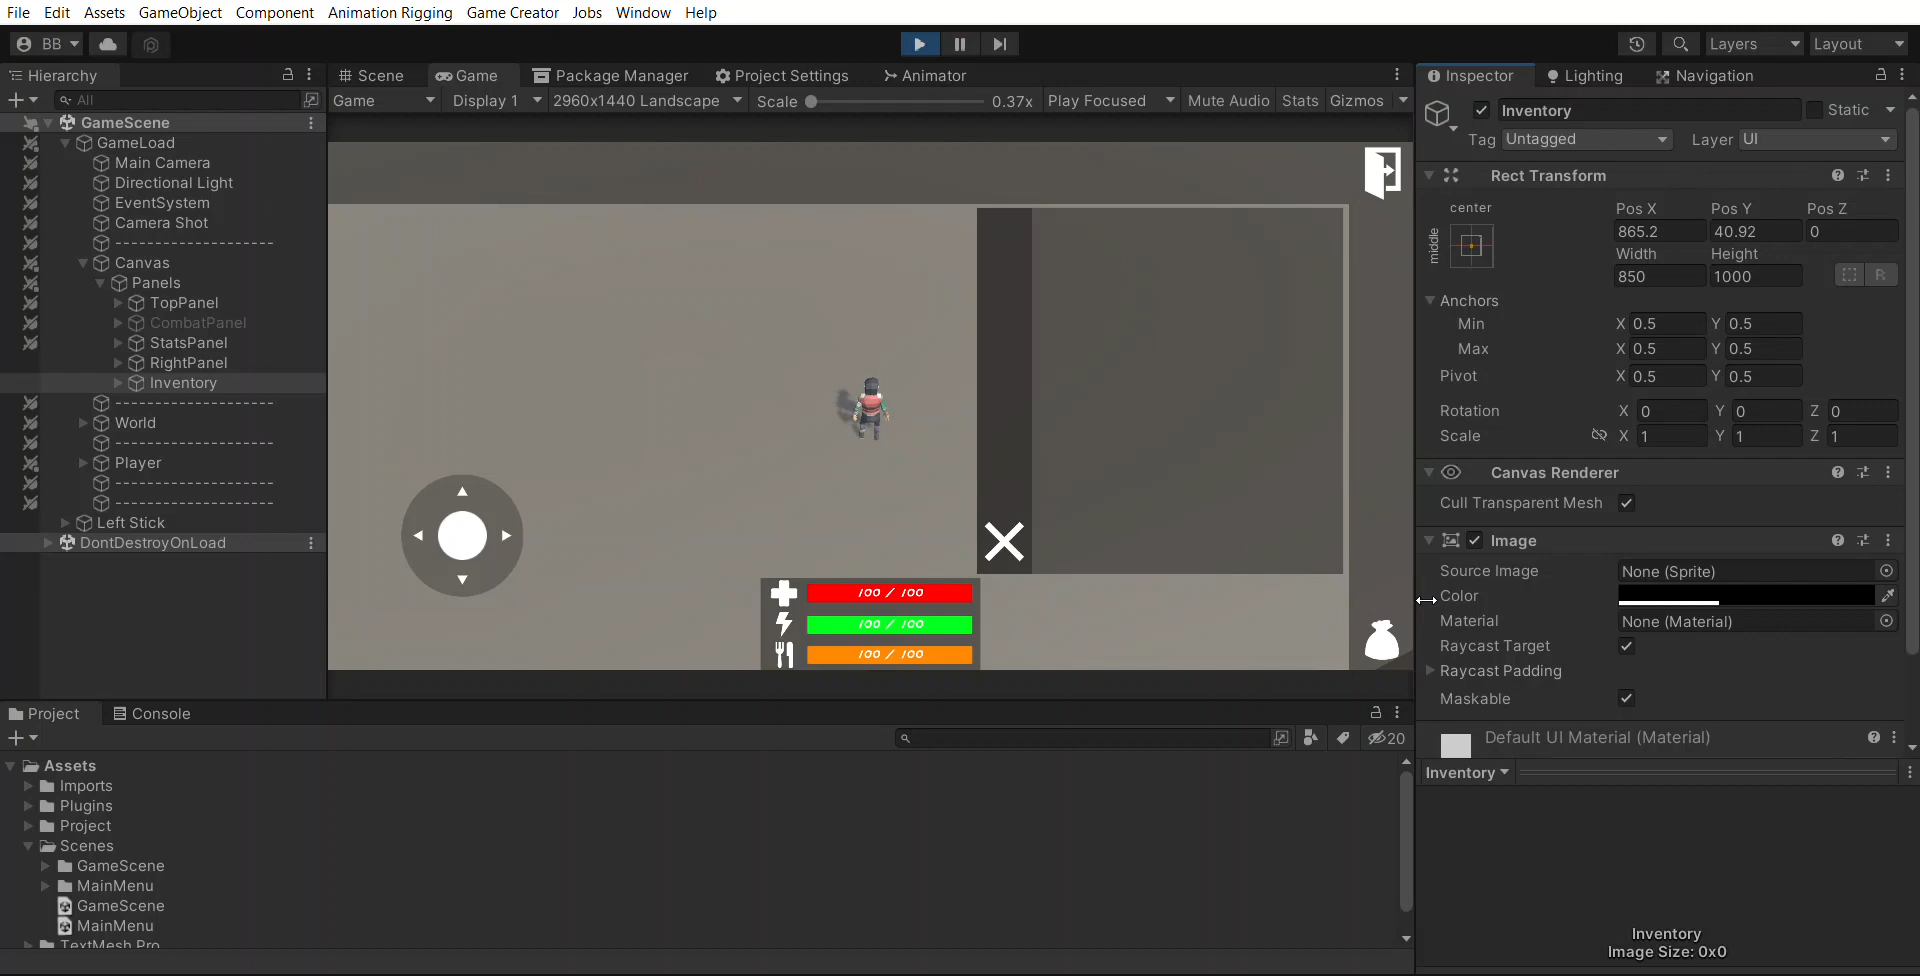 File Edit Assets GameObject Component Animation Rigging Game Creator Jobs Window Help
BB Layers Layout
Hierarchy Scene Game Package Manager Project Settings Animator Inspector Lighting Navigation
All Game Display 1 2960x1440 Landscape Scale 0.37x Play Focused Mute Audio Stats Gizmos
GameScene
GameLoad
Main Camera
Directional Light
EventSystem
Camera Shot
----------------------
Canvas
Panels
TopPanel
CombatPanel
StatsPanel
RightPanel
Inventory
----------------------
World
----------------------
Player
----------------------
----------------------
Left Stick
DontDestroyOnLoad
100 / 100
100 / 100
100 / 100
Inventory Static
Tag Untagged Layer UI
Rect Transform
center
middle
Pos X Pos Y Pos Z
865.2 40.92 0
Width Height
850 1000 R
Anchors
Min X 0.5 Y 0.5
Max X 0.5 Y 0.5
Pivot X 0.5 Y 0.5
Rotation X 0 Y 0 Z 0
Scale X 1 Y 1 Z 1
Canvas Renderer
Cull Transparent Mesh
Image
Source Image None (Sprite)
Color
Material None (Material)
Raycast Target
Raycast Padding
Maskable
Default UI Material (Material)
Inventory
Inventory
Image Size: 0x0
Project Console
20
Assets
Imports
Plugins
Project
Scenes
GameScene
MainMenu
GameScene
MainMenu
TextMesh Pro